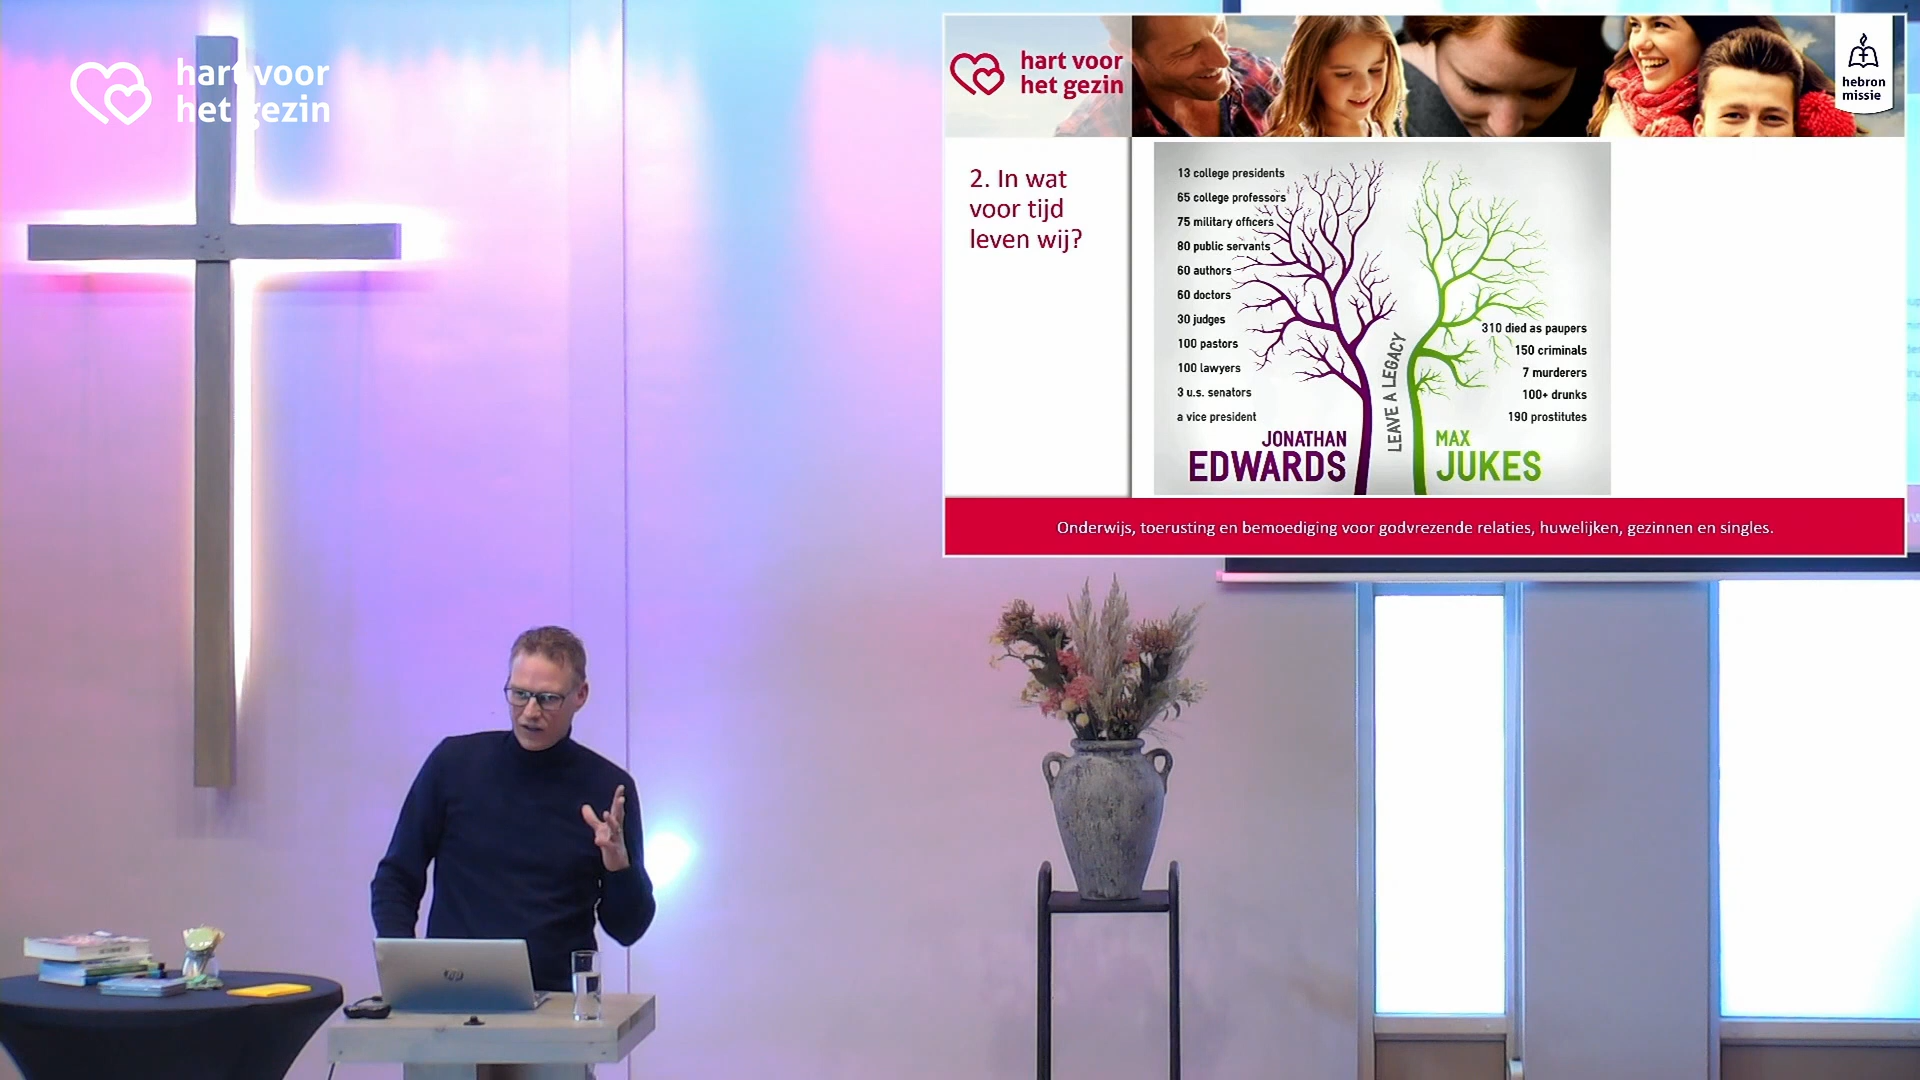 hart voor
het gezin
hart voor
het gezin
hebron
missie
2. In wat
voor tijd
leven wij?
13 college presidents
65 college professors
75 military officers
80 public servants
60 authors
60 doctors
30 judges
100 pastors
100 lawyers
3 u.s. senators
a vice president
JONATHAN
EDWARDS
LEAVE A LEGACY
310 died as paupers
150 criminals
7 murderers
100+ drunks
190 prostitutes
MAX
JUKES
Onderwijs, toerusting en bemoediging voor godvrezende relaties, huwelijken, gezinnen en singles.
hp